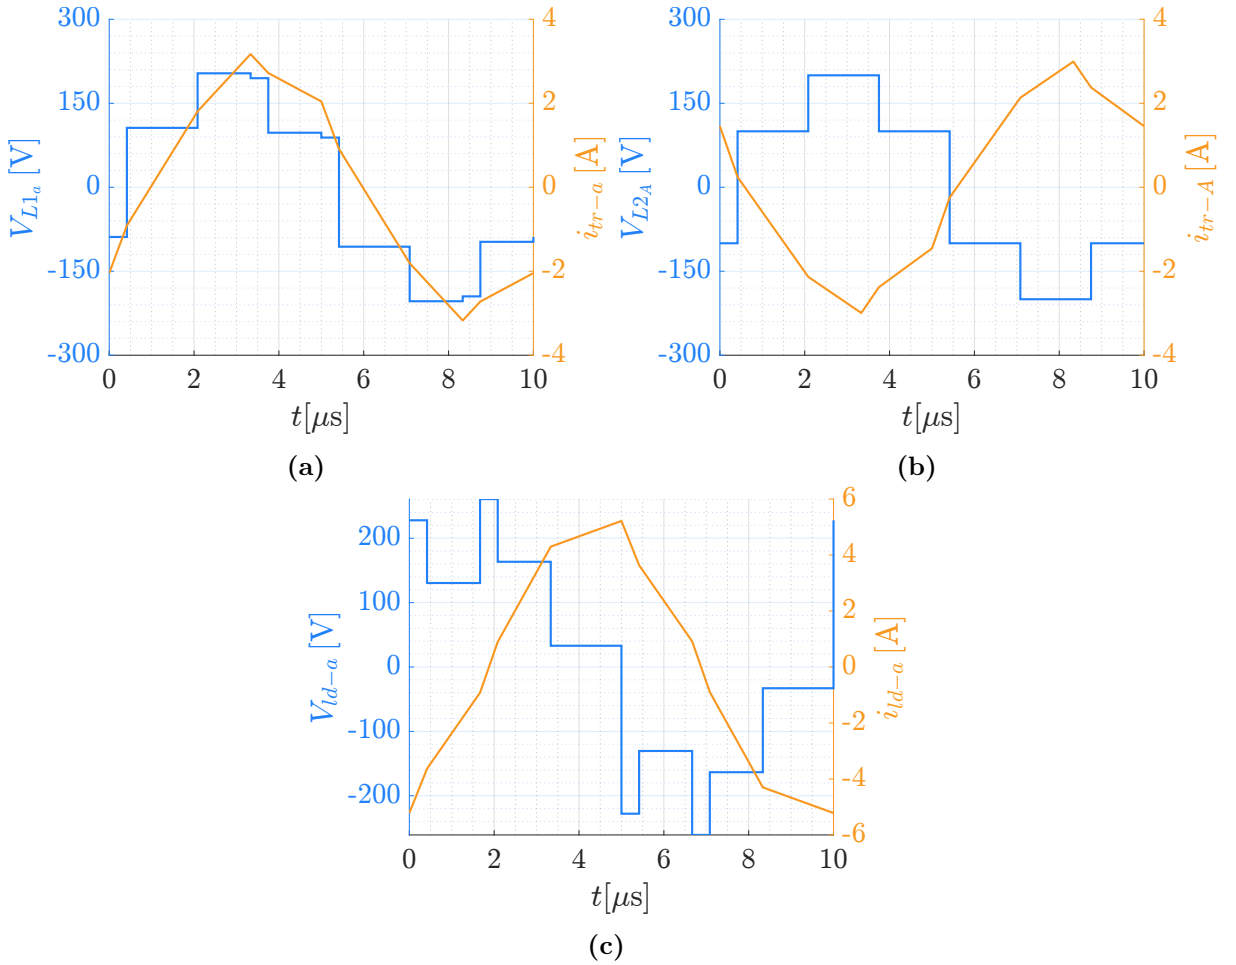 300
150
0
-150
-300
V_{L1_a} [V]
4
2
0
-2
-4
i_{tr-a} [A]
0 2 4 6 8 10
t[μs]
(a)
300
150
0
-150
-300
V_{L2_A} [V]
4
2
0
-2
-4
i_{tr-A} [A]
0 2 4 6 8 10
t[μs]
(b)
200
100
0
-100
-200
V_{ld-a} [V]
6
4
2
0
-2
-4
-6
i_{ld-a} [A]
0 2 4 6 8 10
t[μs]
(c)